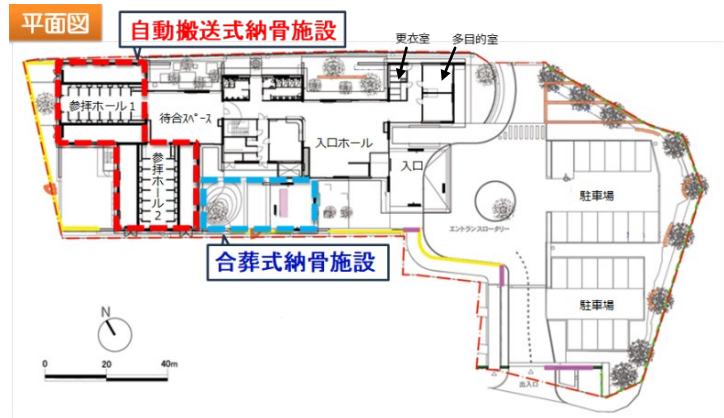 平面図
自動搬送式納骨施設
更衣室
多目的室
参拝ホール1
待合スペース
入口ホール
入口
参拝ホール2
駐車場
エントランスロータリー
合葬式納骨施設
駐車場
N
0 20 40m
出入口